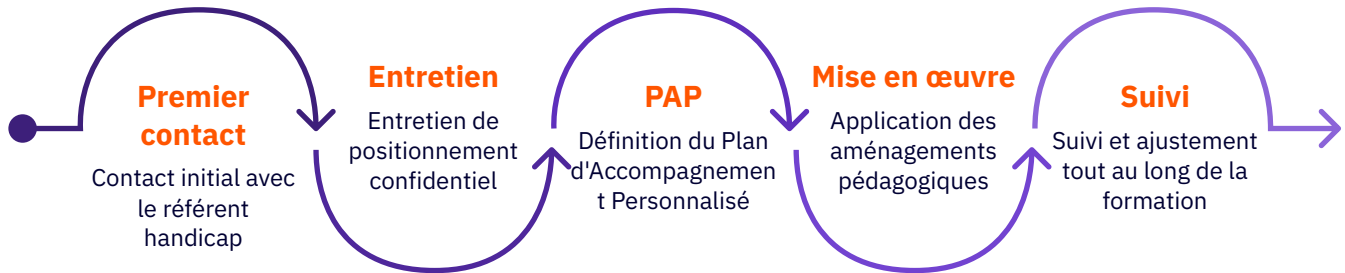 Premier
contact
Contact initial avec
le référent
handicap
Entretien
Entretien de
positionnement
confidentiel
PAP
Définition du Plan
d'Accompagnemen
t Personnalisé
Mise en œuvre
Application des
aménagements
pédagogiques
Suivi
Suivi et ajustement
tout au long de la
formation